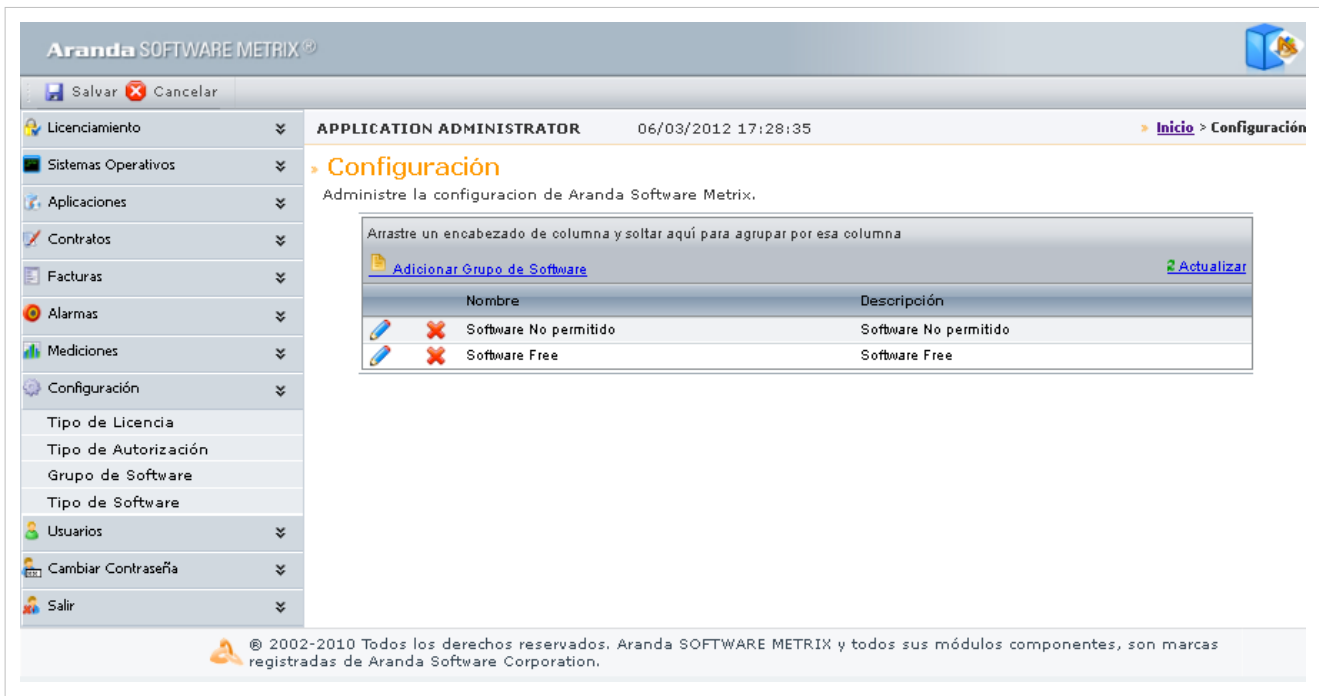 Aranda SOFTWARE METRIX®
Salvar Cancelar
Licenciamiento
APPLICATION ADMINISTRATOR 06/03/2012 17:28:35 » Inicio > Configuración
Sistemas Operativos
» Configuración
Aplicaciones
Administre la configuracion de Aranda Software Metrix.
Contratos
Arrastre un encabezado de columna y soltar aquí para agrupar por esa columna
Facturas
Adicionar Grupo de Software 2 Actualizar
Alarmas
Nombre Descripción
Software No permitido Software No permitido
Mediciones
Software Free Software Free
Configuración
Tipo de Licencia
Tipo de Autorización
Grupo de Software
Tipo de Software
Usuarios
Cambiar Contraseña
Salir
® 2002-2010 Todos los derechos reservados. Aranda SOFTWARE METRIX y todos sus módulos componentes, son marcas
registradas de Aranda Software Corporation.